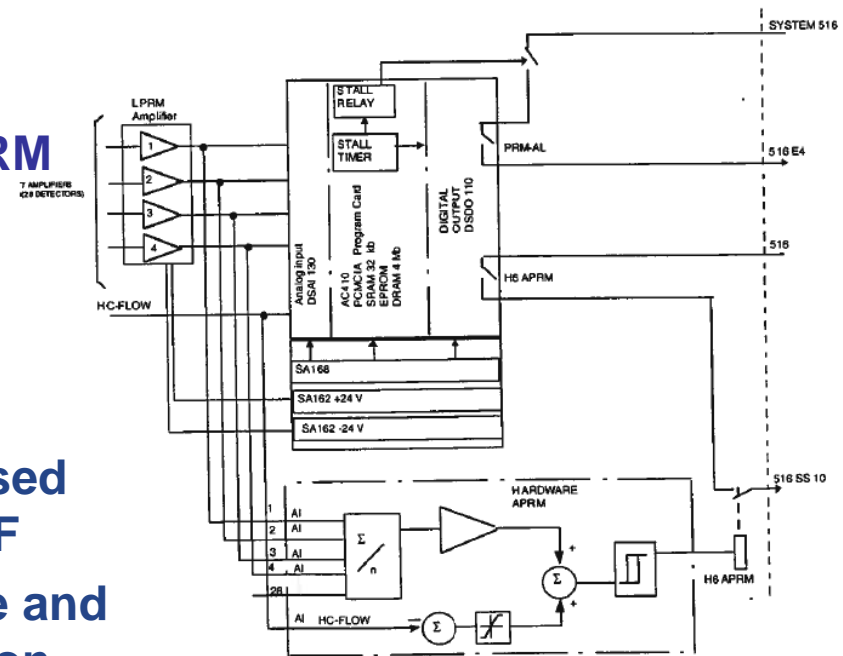 SYSTEM 516
LPRM
Amplifier
STALL
RELAY
RM
1
STALL
TIMER
PRM-AL
516 E4
7 AMPLIFIERS
(28 DETECTORS)
2
3
4
Analog input
DSAI 130
AC410
PCMCIA Program Card
SRAM 32 kb
EPROM
DRAM 4 Mb
DIGITAL
OUTPUT
DSDO 110
516
H6 APRM
HC-FLOW
SA168
SA162 +24 V
SA162 -24 V
sed
F
e and
on
516 SS 10
HARDWARE
APRM
1 AI
2 AI
3 AI
4 AI
28
Σ
/
n
+
Σ
+
H6 APRM
AI HC-FLOW
−
Σ